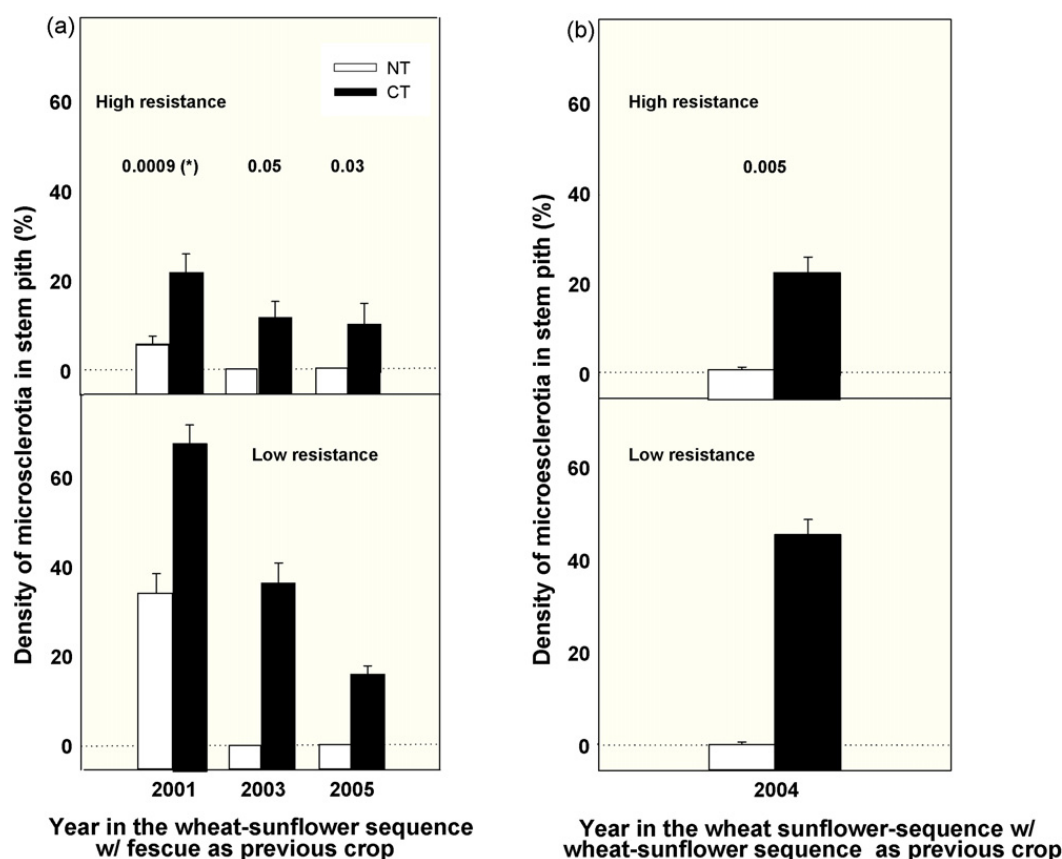 (a)
NT
CT
High resistance
0.0009 (*) 0.05 0.03
60
40
20
0
Low resistance
60
40
20
0
2001 2003 2005
Density of microsclerotia in stem pith (%)
Year in the wheat-sunflower sequence
w/ fescue as previous crop
(b)
High resistance
0.005
60
40
20
0
Low resistance
60
40
20
0
2004
Density of microesclerotia in stem pith (%)
Year in the wheat sunflower-sequence w/
wheat-sunflower sequence as previous crop